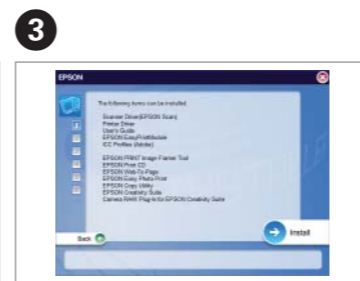 3
EPSON
The following items can be installed.
Scanner Driver(EPSON Scan)
Printer Driver
User's Guide
EPSON EasyPrintModule
ICC Profiles (Adobe)
EPSON PRINT Image Framer Tool
EPSON Print CD
EPSON Web-To-Page
EPSON Easy Photo Print
EPSON Copy Utility
EPSON Creativity Suite
Camera RAW Plug-In for EPSON Creativity Suite
Install
Back